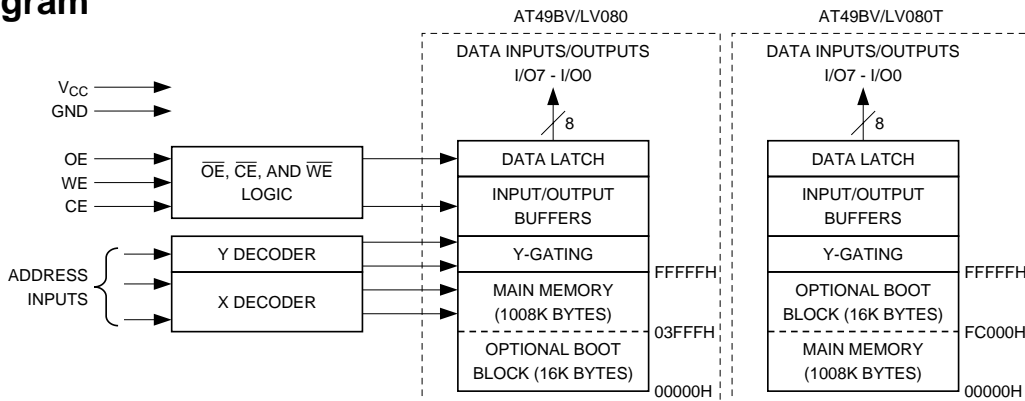 gram
AT49BV/LV080
AT49BV/LV080T
DATA INPUTS/OUTPUTS
I/O7 - I/O0
8
DATA INPUTS/OUTPUTS
I/O7 - I/O0
8
VCC
GND
OE
WE
CE
OE, CE, AND WE
LOGIC
ADDRESS
INPUTS
Y DECODER
X DECODER
DATA LATCH
INPUT/OUTPUT
BUFFERS
Y-GATING
MAIN MEMORY
(1008K BYTES)
OPTIONAL BOOT
BLOCK (16K BYTES)
FFFFFH
03FFFH
00000H
DATA LATCH
INPUT/OUTPUT
BUFFERS
Y-GATING
OPTIONAL BOOT
BLOCK (16K BYTES)
MAIN MEMORY
(1008K BYTES)
FFFFFH
FC000H
00000H